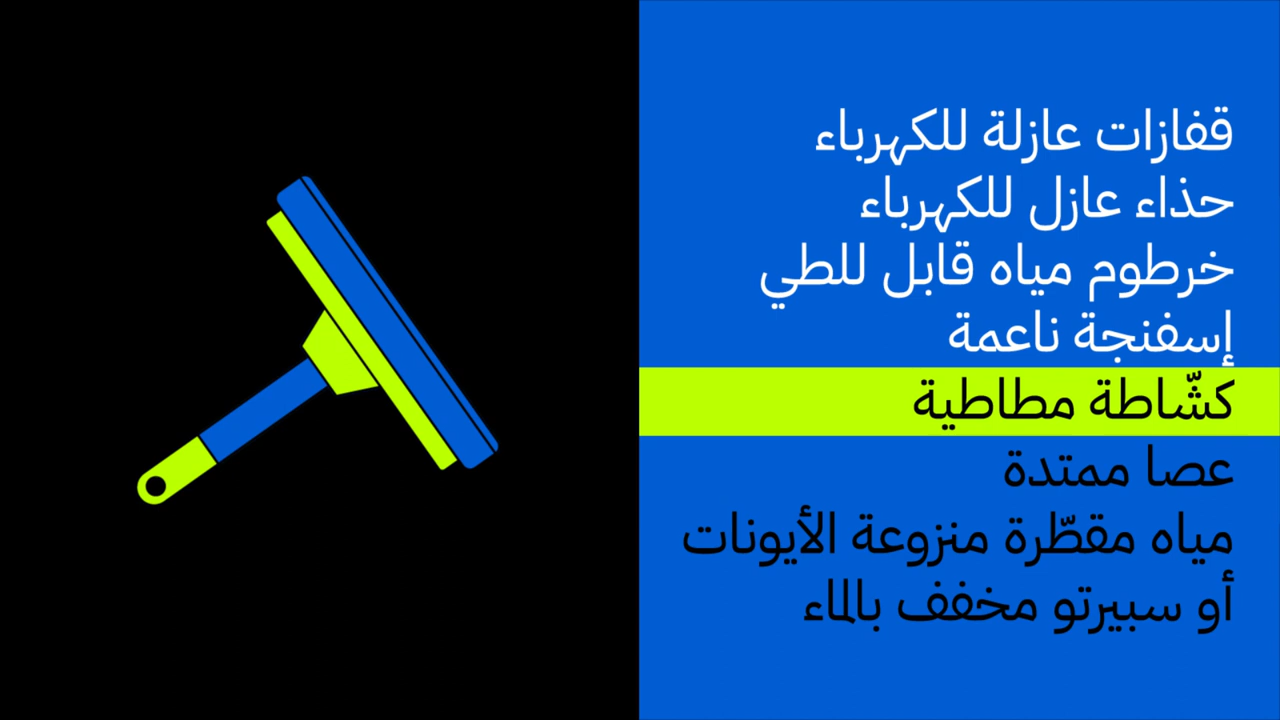 قفازات عازلة للكهرباء
حذاء عازل للكهرباء
خرطوم مياه قابل للطي
إسفنجة ناعمة
كشّاطة مطاطية
عصا ممتدة
مياه مقطّرة منزوعة الأيونات
أو سبيرتو مخفف بالماء